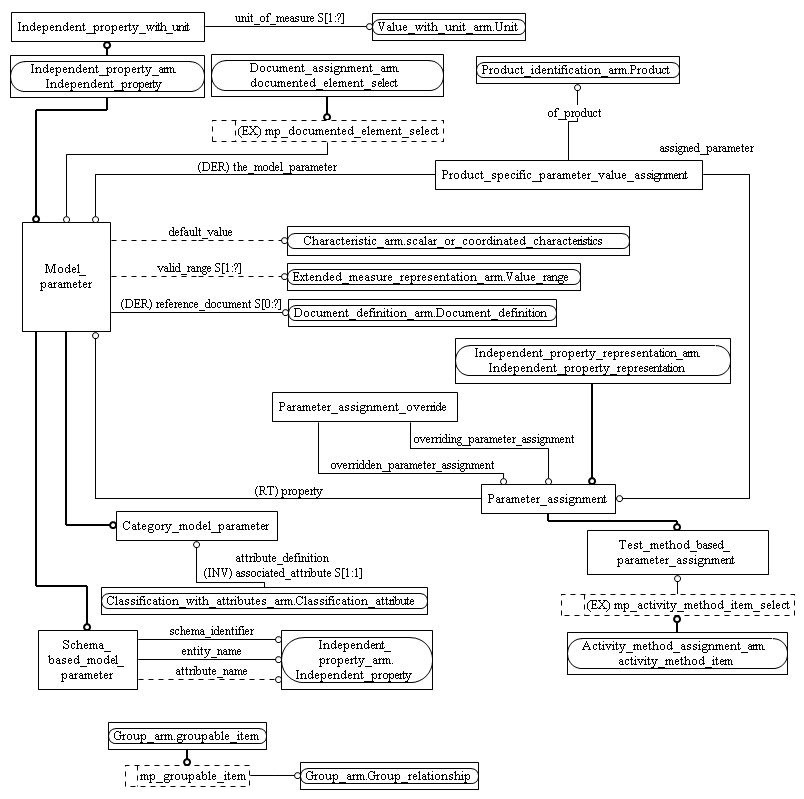 Independent_property_with_unit
unit_of_measure S[1:?]
Value_with_unit_arm.Unit
Independent_property_arm.
Independent_property
Document_assignment_arm.
documented_element_select
Product_identification_arm.Product
(EX) mp_documented_element_select
of_product
assigned_parameter
(DER) the_model_parameter
Product_specific_parameter_value_assignment
Model_
parameter
default_value
Characteristic_arm.scalar_or_coordinated_characteristics
valid_range S[1:?]
Extended_measure_representation_arm.Value_range
(DER) reference_document S[0:?]
Document_definition_arm.Document_definition
Independent_property_representation_arm.
Independent_property_representation
Parameter_assignment_override
overriding_parameter_assignment
overridden_parameter_assignment
(RT) property
Parameter_assignment
Category_model_parameter
Test_method_based_
parameter_assignment
attribute_definition
(INV) associated_attribute S[1:1]
Classification_with_attributes_arm.Classification_attribute
(EX) mp_activity_method_item_select
Schema_
based_model_
parameter
schema_identifier
entity_name
attribute_name
Independent_
property_arm.
Independent_property
Activity_method_assignment_arm.
activity_method_item
Group_arm.groupable_item
mp_groupable_item
Group_arm.Group_relationship